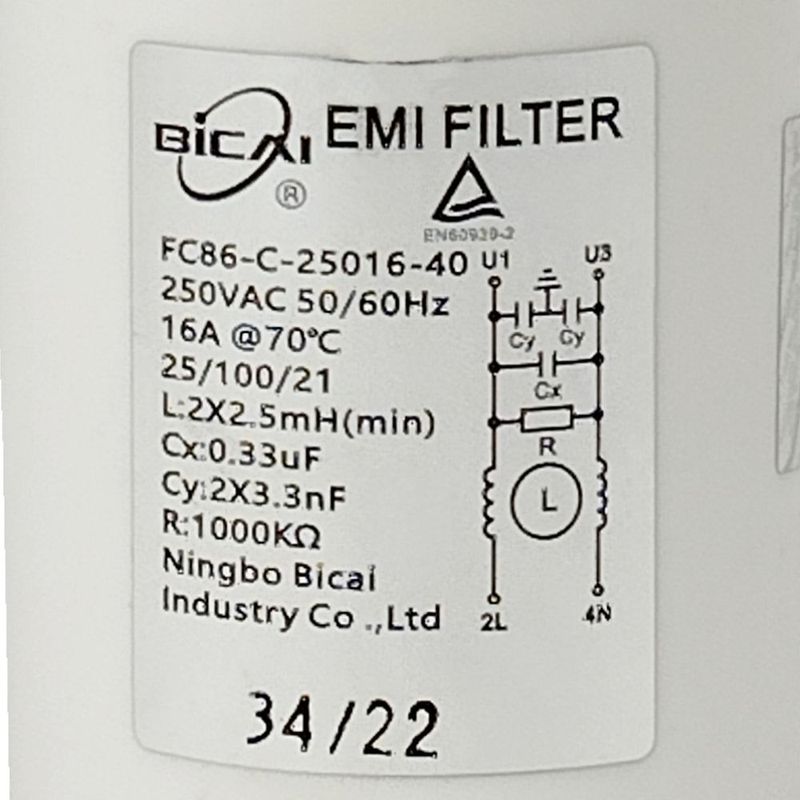 BiCAI EMI FILTER
®
EN60939-2
FC86-C-25016-40
250VAC 50/60Hz
16A @70℃
25/100/21
L:2X2.5mH(min)
Cx:0.33uF
Cy:2X3.3nF
R:1000KΩ
Ningbo Bicai
Industry Co .,Ltd
U1 U3
Cy Cy
Cx
R
L
2L 4N
34/22